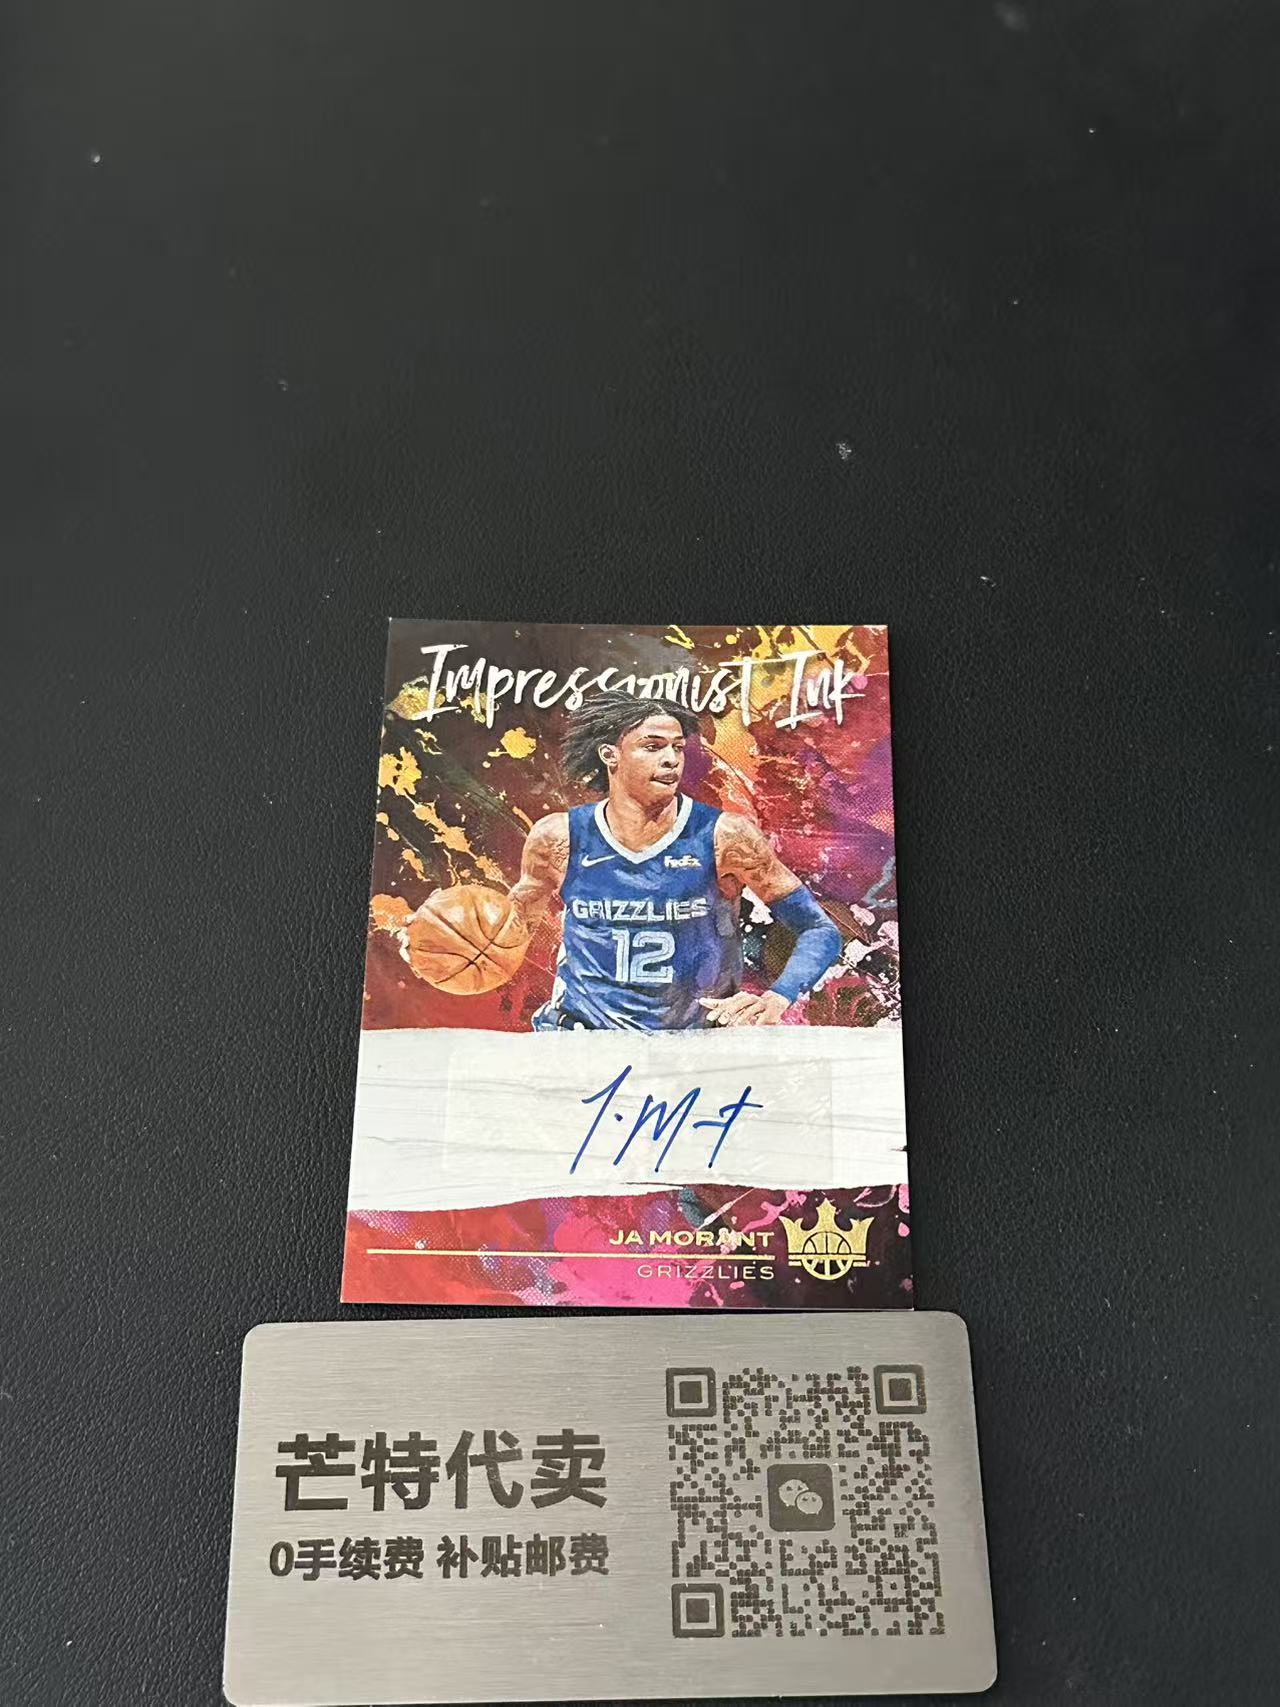 Impressionist Ink
FedEx
GRIZZLIES
12
J. M-t
JA MORANT
GRIZZLIES
芒特代卖
0手续费 补贴邮费